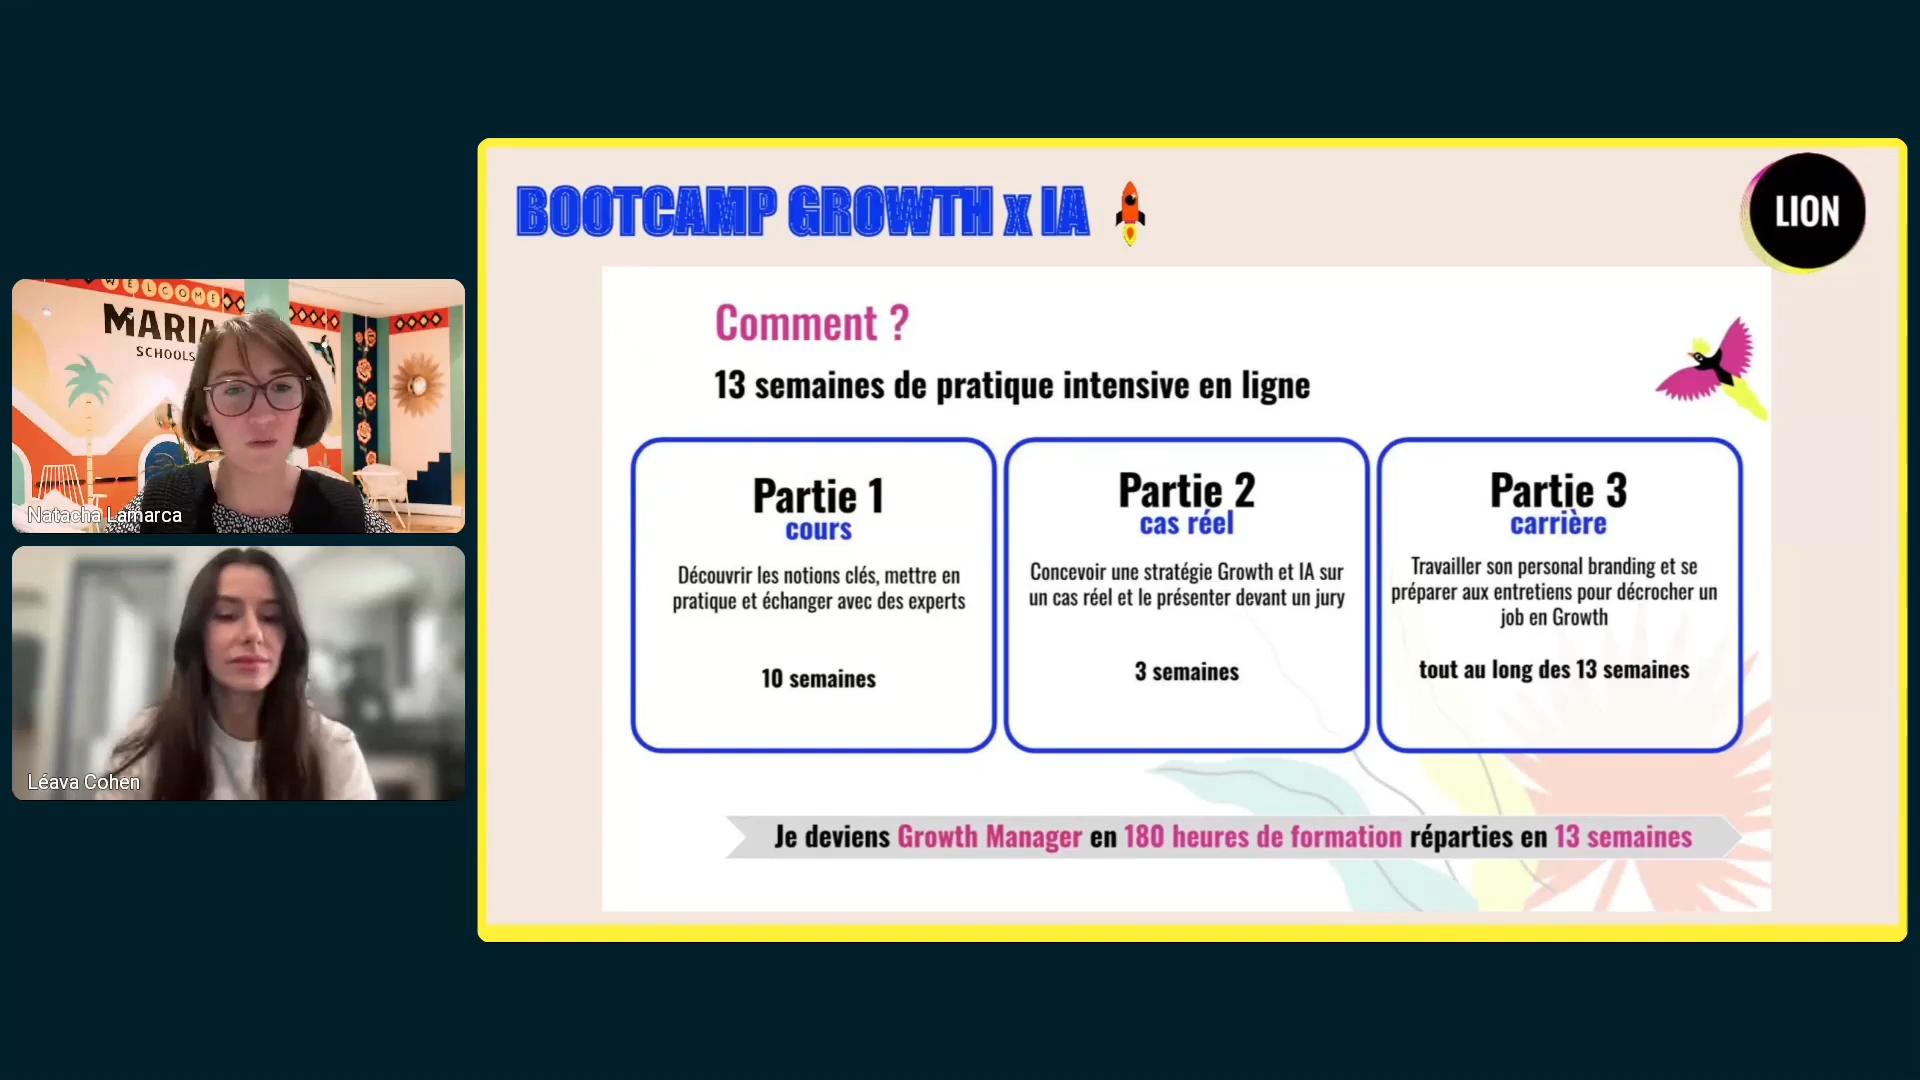 WELCOME
MARIA
SCHOOLS
Natacha Lamarca
Léava Cohen
BOOTCAMP GROWTH x IA
LION
Comment ?
13 semaines de pratique intensive en ligne
Partie 1
cours
Découvrir les notions clés, mettre en
pratique et échanger avec des experts
10 semaines
Partie 2
cas réel
Concevoir une stratégie Growth et IA sur
un cas réel et le présenter devant un jury
3 semaines
Partie 3
carrière
Travailler son personal branding et se
préparer aux entretiens pour décrocher un
job en Growth
tout au long des 13 semaines
Je deviens Growth Manager en 180 heures de formation réparties en 13 semaines